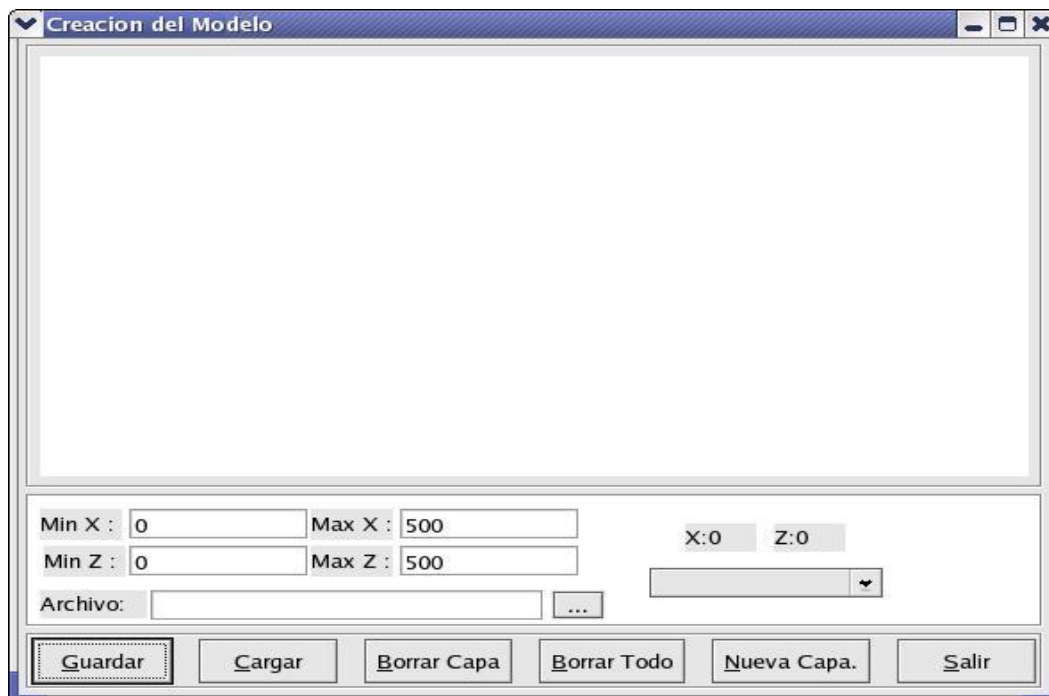 Creacion del Modelo
Min X : 0 Max X : 500
X:0 Z:0
Min Z : 0 Max Z : 500
Archivo: ...
Guardar Cargar Borrar Capa Borrar Todo Nueva Capa. Salir